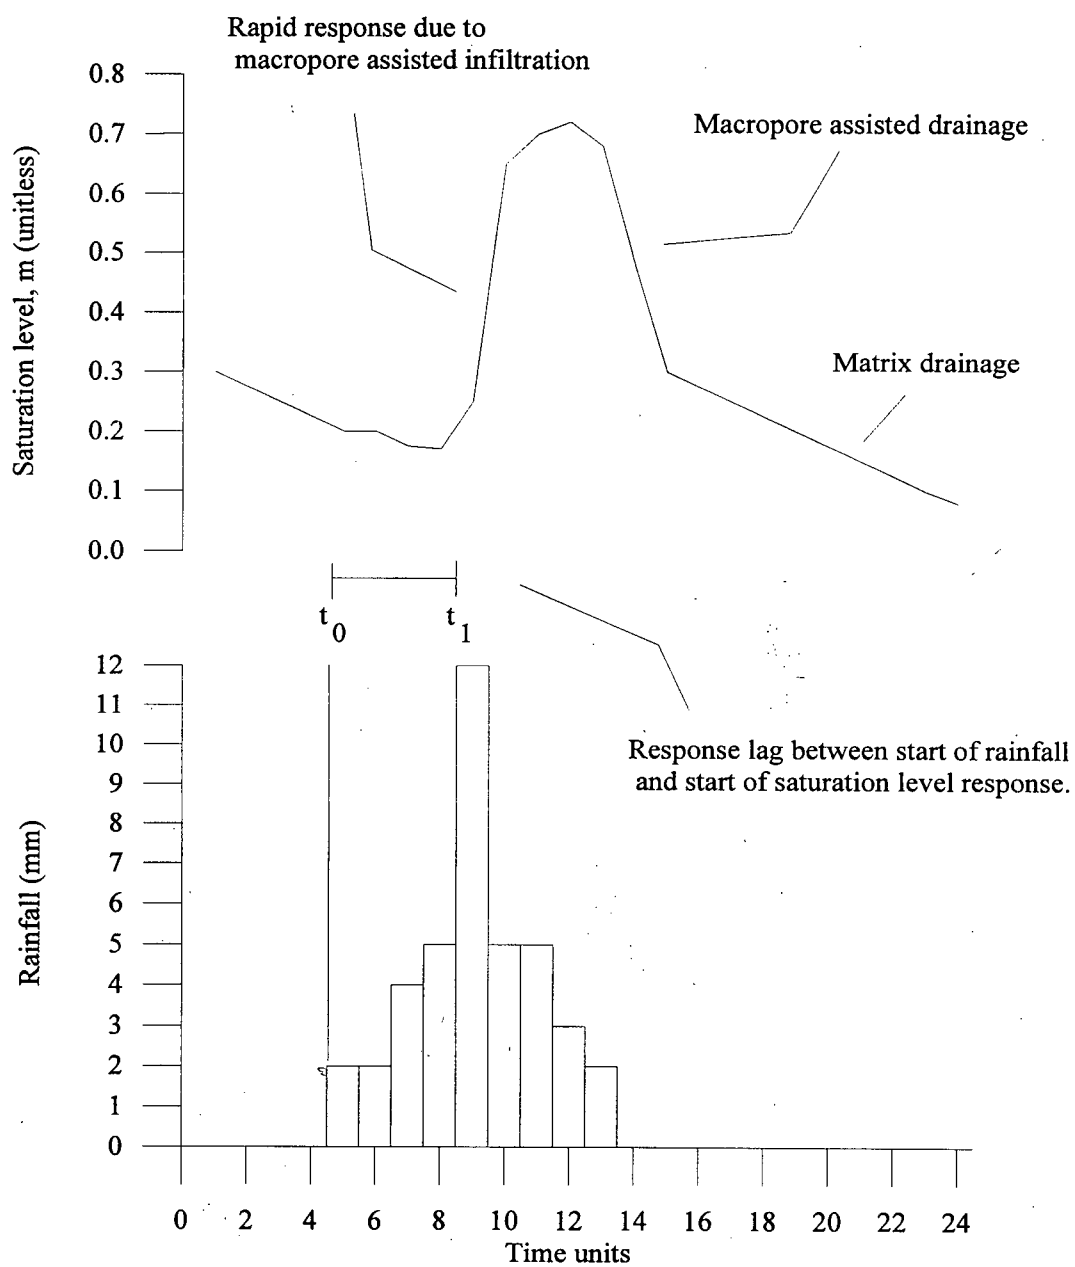 Rapid response due to
macropore assisted infiltration
Macropore assisted drainage
Matrix drainage
Saturation level, m (unitless)
0.8
0.7
0.6
0.5
0.4
0.3
0.2
0.1
0.0
t0
t1
Response lag between start of rainfall
and start of saturation level response.
Rainfall (mm)
12
11
10
9
8
7
6
5
4
3
2
1
0
0 2 4 6 8 10 12 14 16 18 20 22 24
Time units